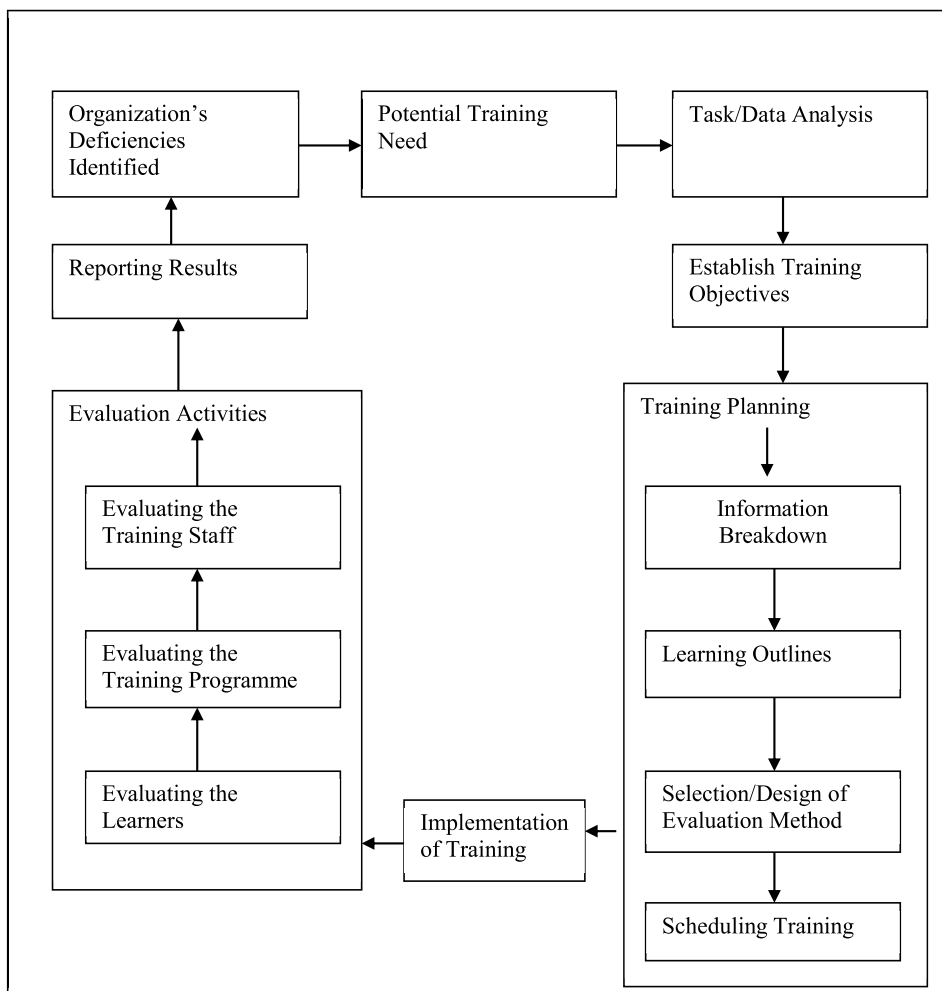 Organization’s
Deficiencies
Identified
Potential Training
Need
Task/Data Analysis
Establish Training
Objectives
Training Planning
Information
Breakdown
Learning Outlines
Selection/Design of
Evaluation Method
Scheduling Training
Implementation
of Training
Evaluation Activities
Evaluating the
Training Staff
Evaluating the
Training Programme
Evaluating the
Learners
Reporting Results